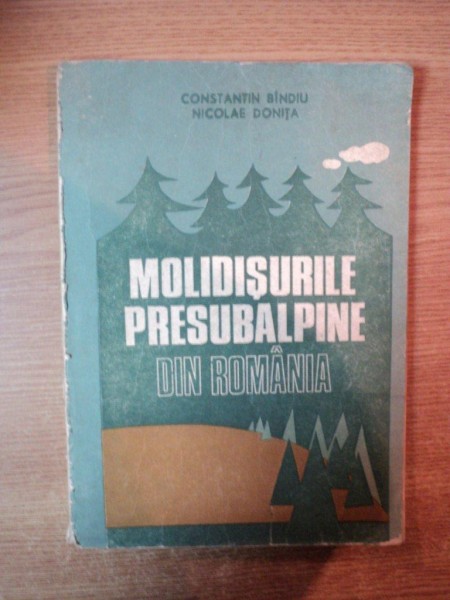 CONSTANTIN BÎNDIU
NICOLAE DONIȚA
MOLIDIȘURILE
PRESUBALPINE
DIN ROMÂNIA